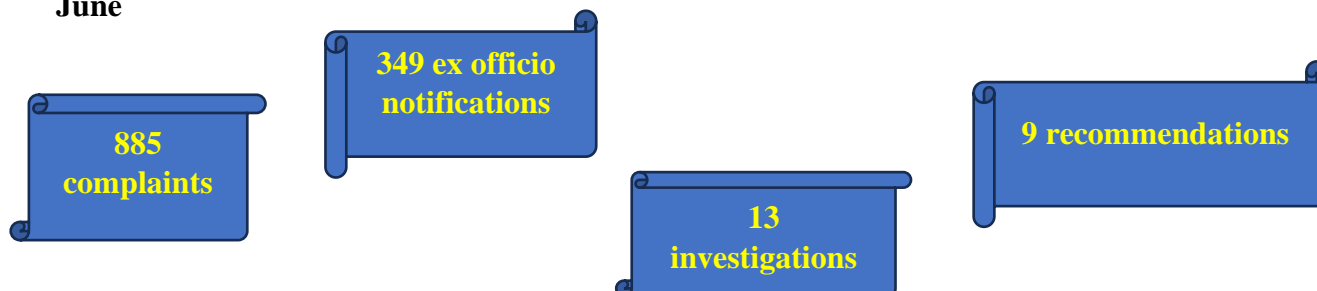 June
349 ex officio
notifications
885
complaints
9 recommendations
13
investigations